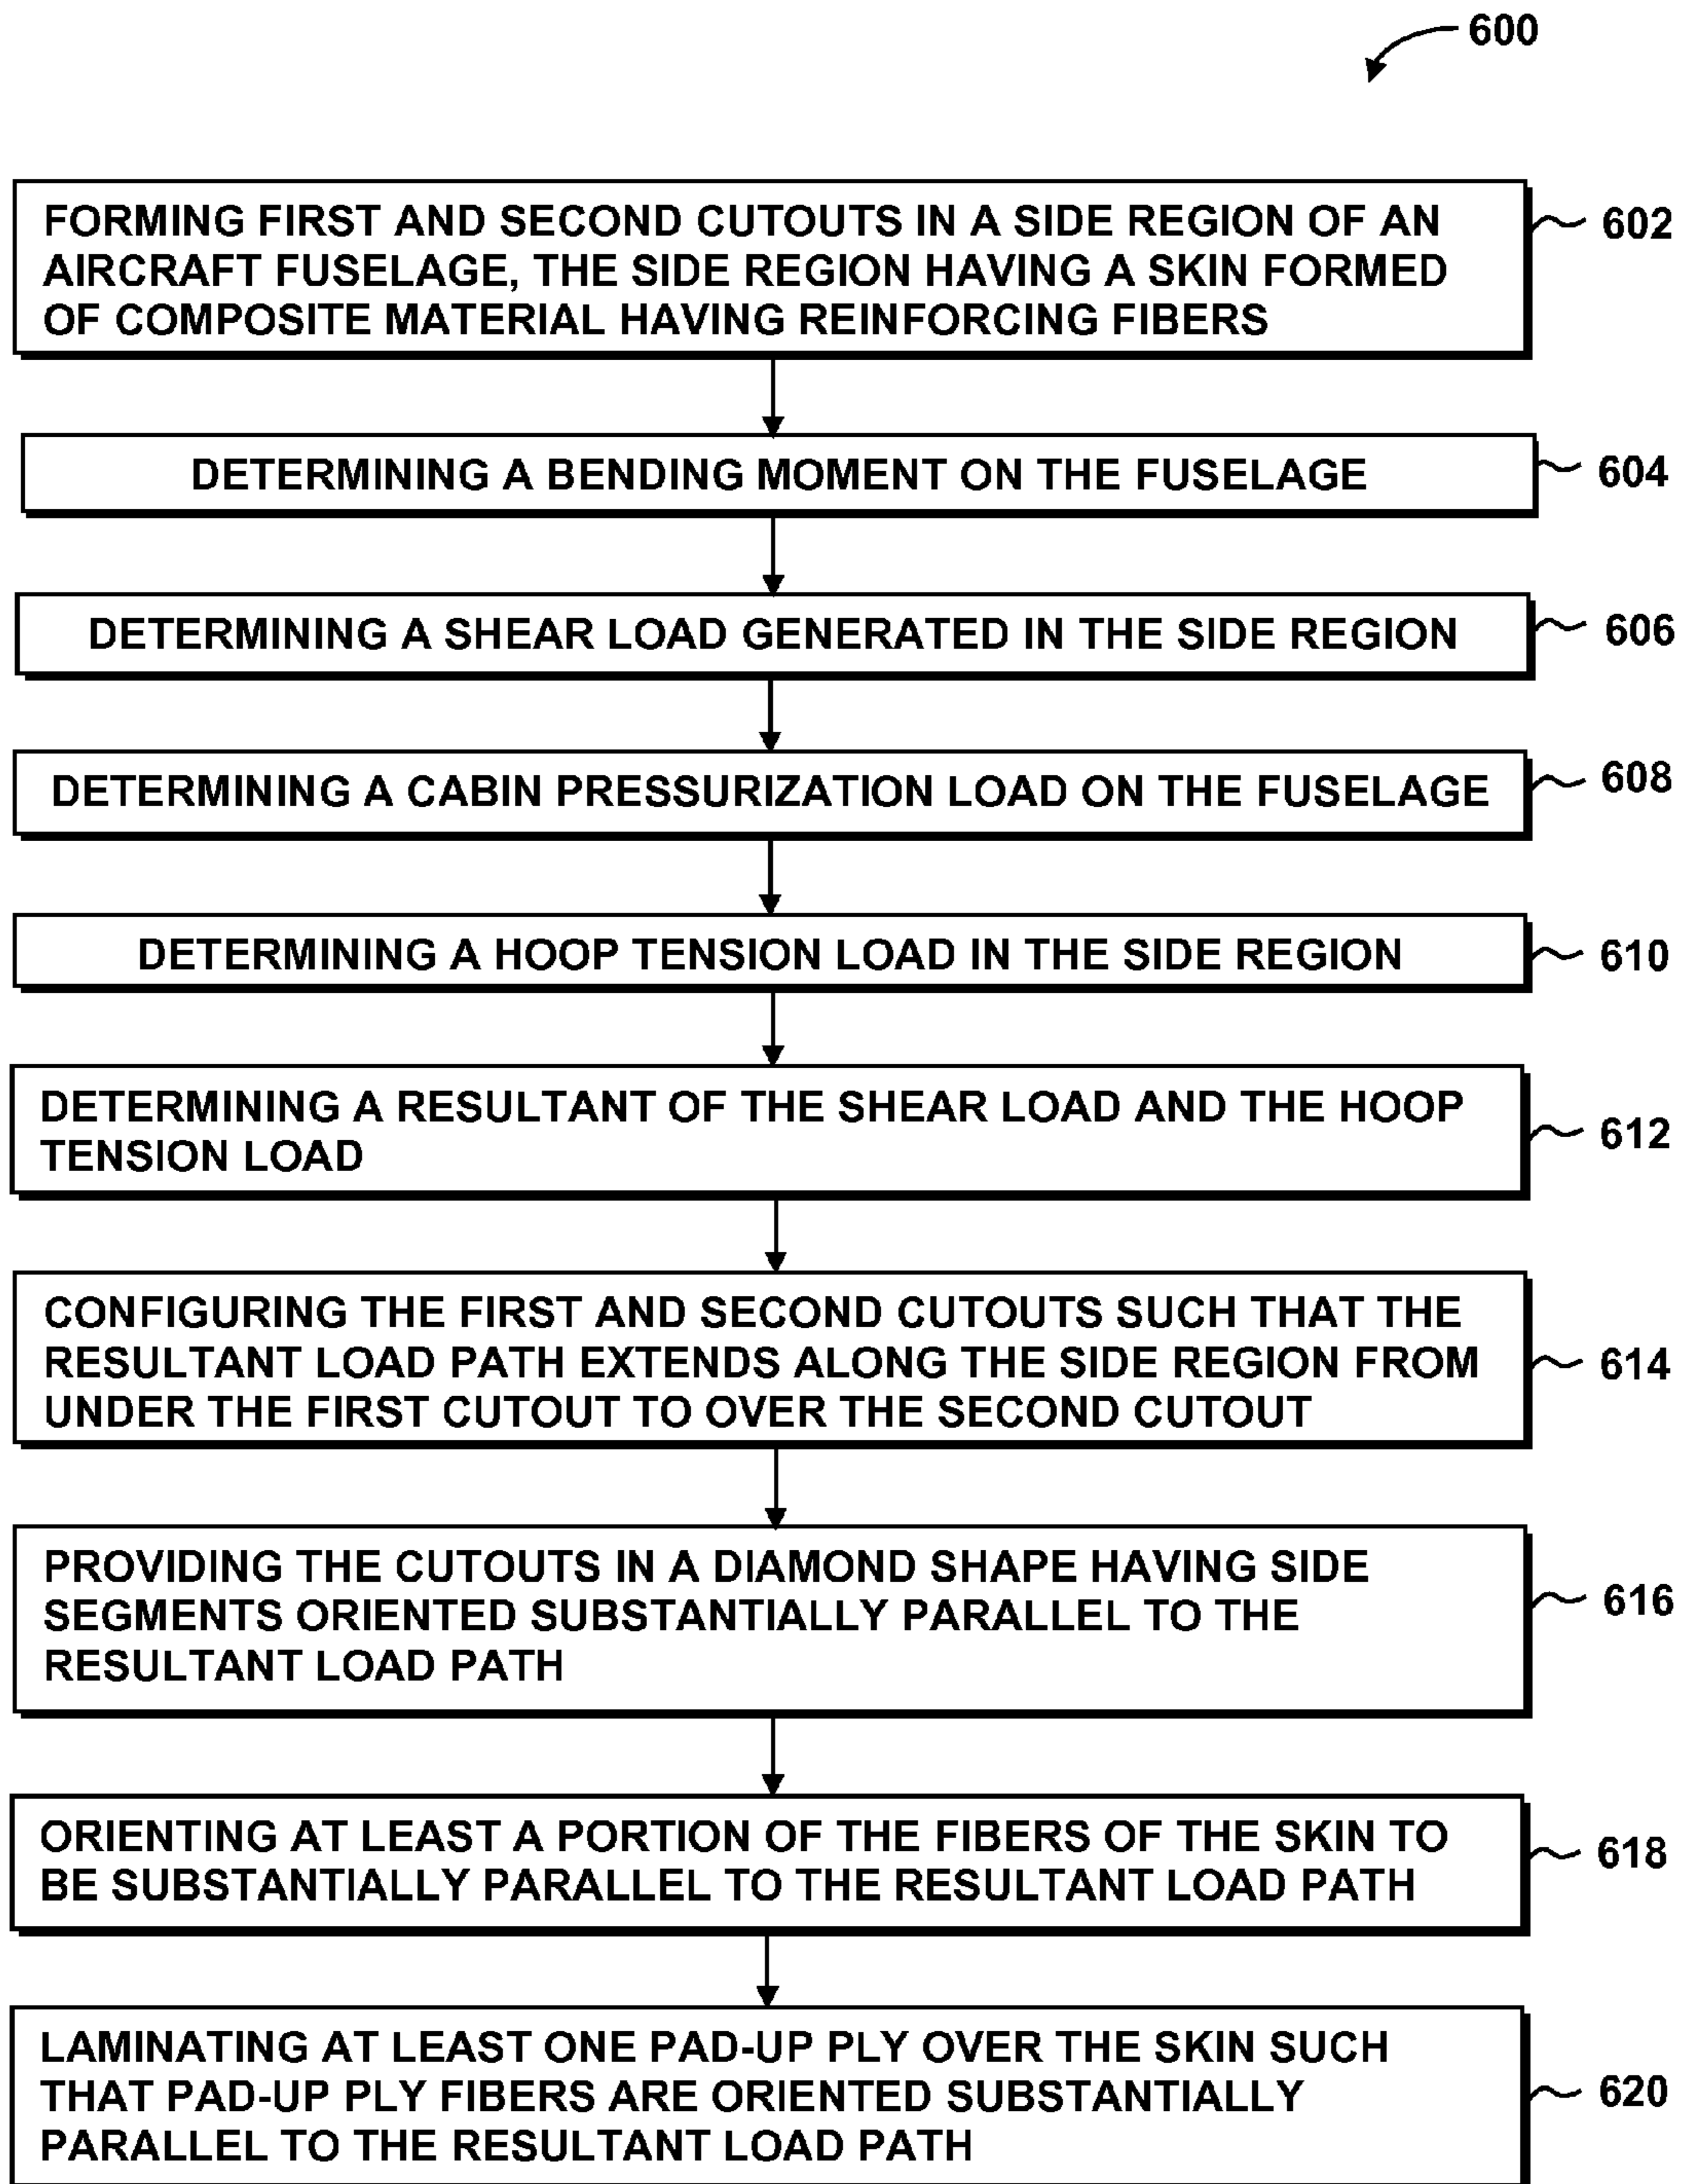 600
FORMING FIRST AND SECOND CUTOUTS IN A SIDE REGION OF AN
AIRCRAFT FUSELAGE, THE SIDE REGION HAVING A SKIN FORMED
OF COMPOSITE MATERIAL HAVING REINFORCING FIBERS
602
DETERMINING A BENDING MOMENT ON THE FUSELAGE
604
DETERMINING A SHEAR LOAD GENERATED IN THE SIDE REGION
606
DETERMINING A CABIN PRESSURIZATION LOAD ON THE FUSELAGE
608
DETERMINING A HOOP TENSION LOAD IN THE SIDE REGION
610
DETERMINING A RESULTANT OF THE SHEAR LOAD AND THE HOOP
TENSION LOAD
612
CONFIGURING THE FIRST AND SECOND CUTOUTS SUCH THAT THE
RESULTANT LOAD PATH EXTENDS ALONG THE SIDE REGION FROM
UNDER THE FIRST CUTOUT TO OVER THE SECOND CUTOUT
614
PROVIDING THE CUTOUTS IN A DIAMOND SHAPE HAVING SIDE
SEGMENTS ORIENTED SUBSTANTIALLY PARALLEL TO THE
RESULTANT LOAD PATH
616
ORIENTING AT LEAST A PORTION OF THE FIBERS OF THE SKIN TO
BE SUBSTANTIALLY PARALLEL TO THE RESULTANT LOAD PATH
618
LAMINATING AT LEAST ONE PAD-UP PLY OVER THE SKIN SUCH
THAT PAD-UP PLY FIBERS ARE ORIENTED SUBSTANTIALLY
PARALLEL TO THE RESULTANT LOAD PATH
620